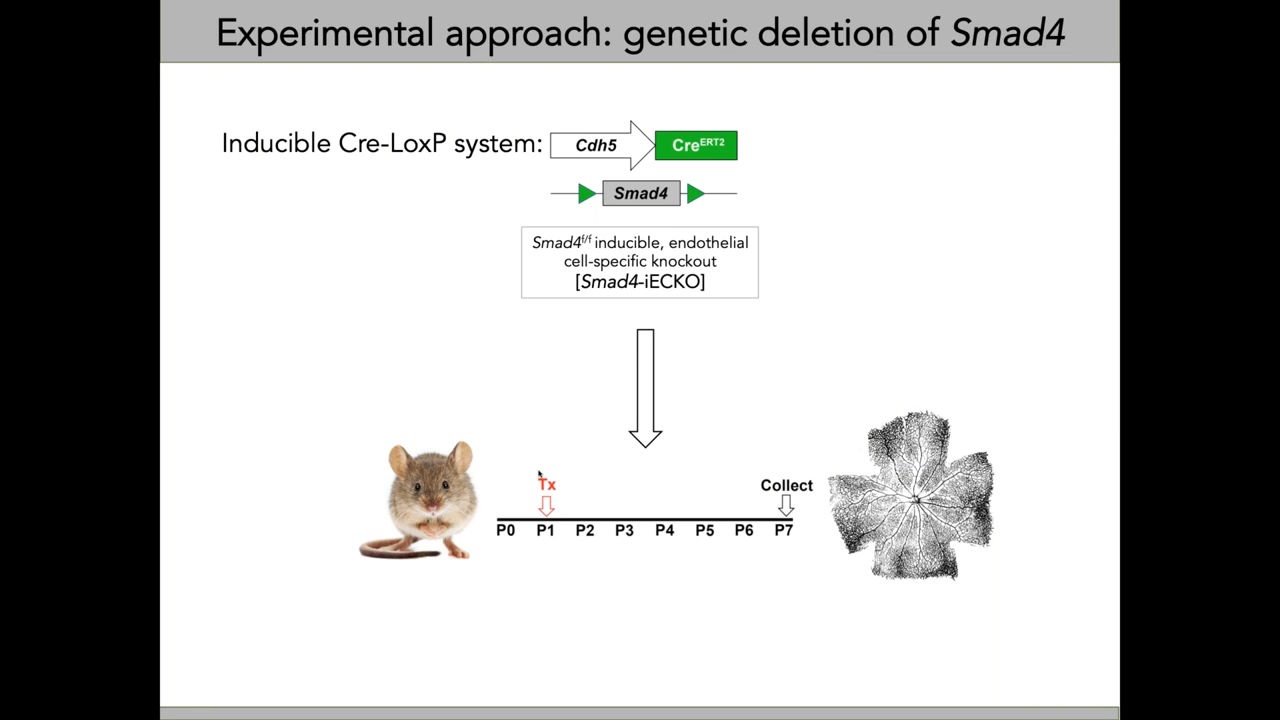 Experimental approach: genetic deletion of Smad4
Inducible Cre-LoxP system:
Cdh5
CreERT2
Smad4
Smad4f/f inducible, endothelial
cell-specific knockout
[Smad4-iECKO]
Tx
Collect
P0 P1 P2 P3 P4 P5 P6 P7